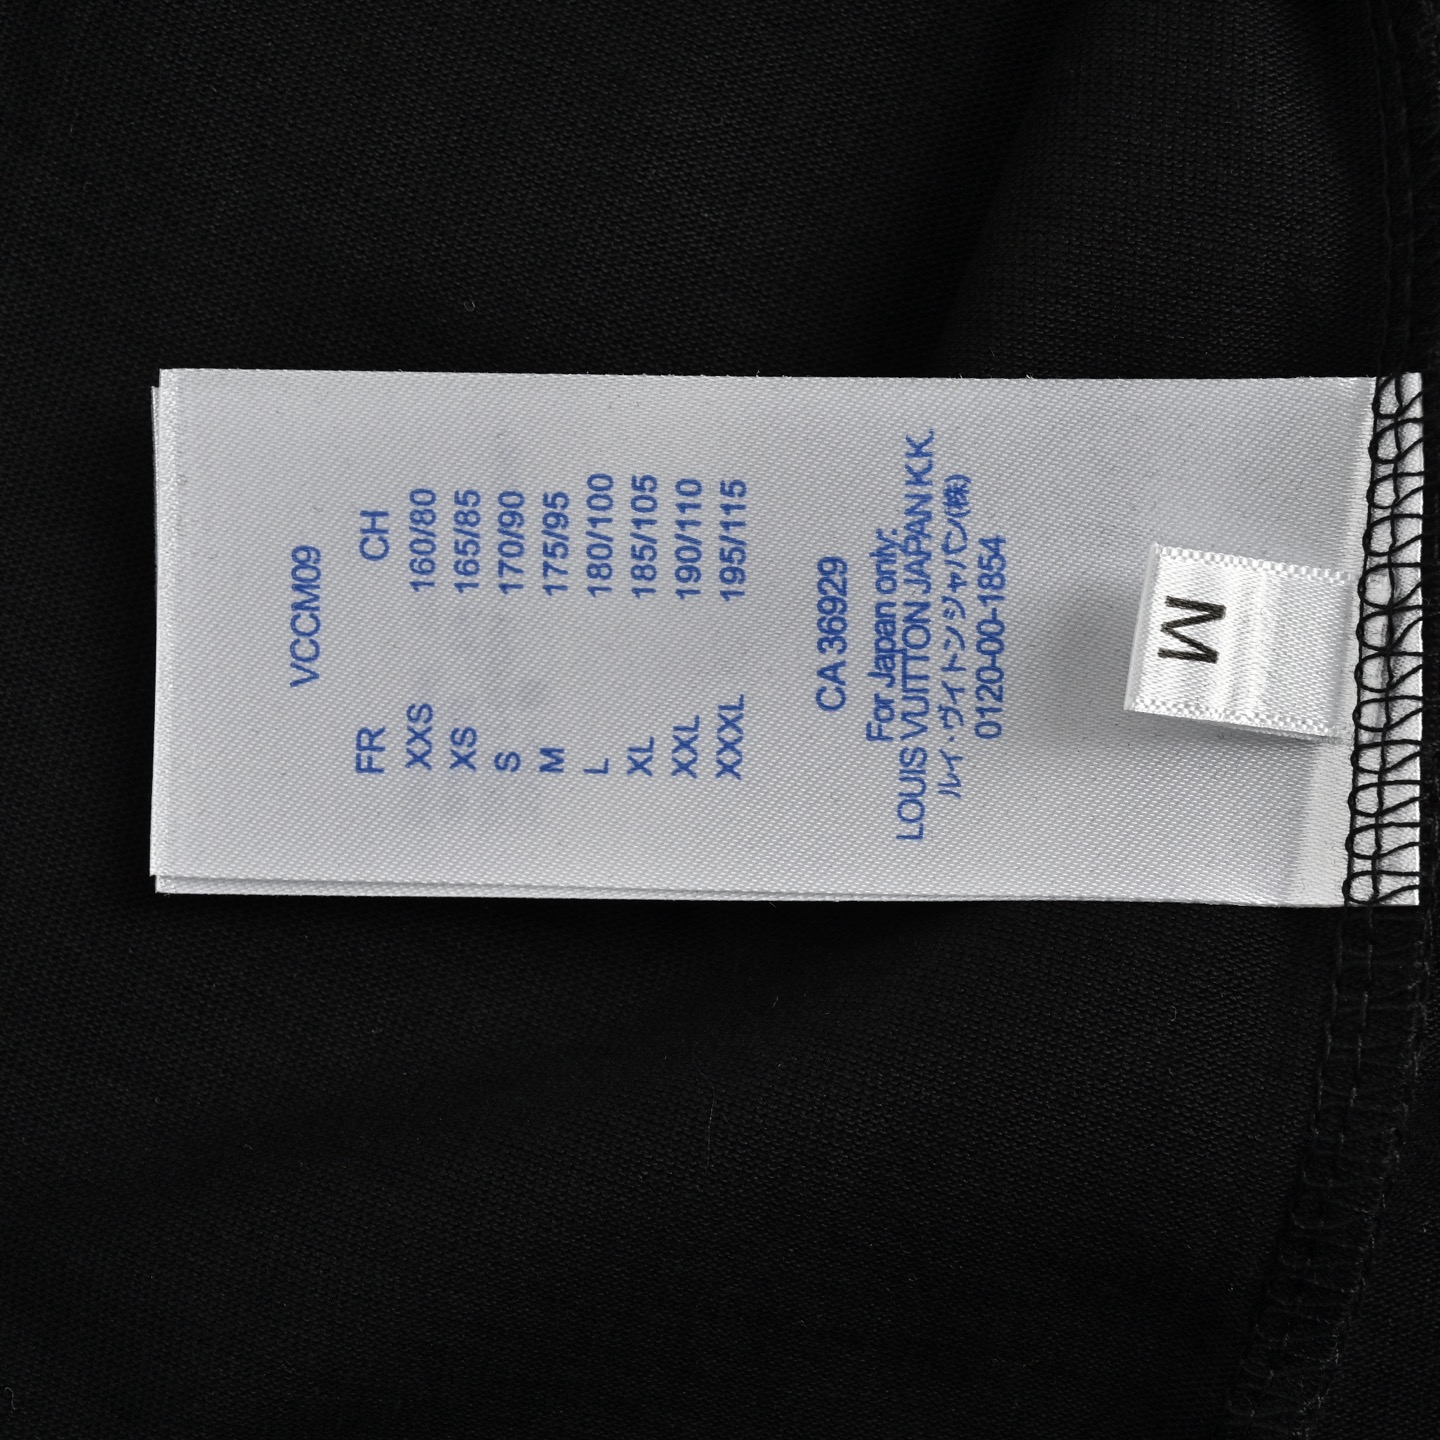 VCCM09
FR CH
XXS 160/80
XS 165/85
S 170/90
M 175/95
L 180/100
XL 185/105
XXL 190/110
XXXL 195/115
CA 36929
For Japan only:
LOUIS VUITTON JAPAN K.K.
ルイ・ヴィトン ジャパン(株)
0120-00-1854
M